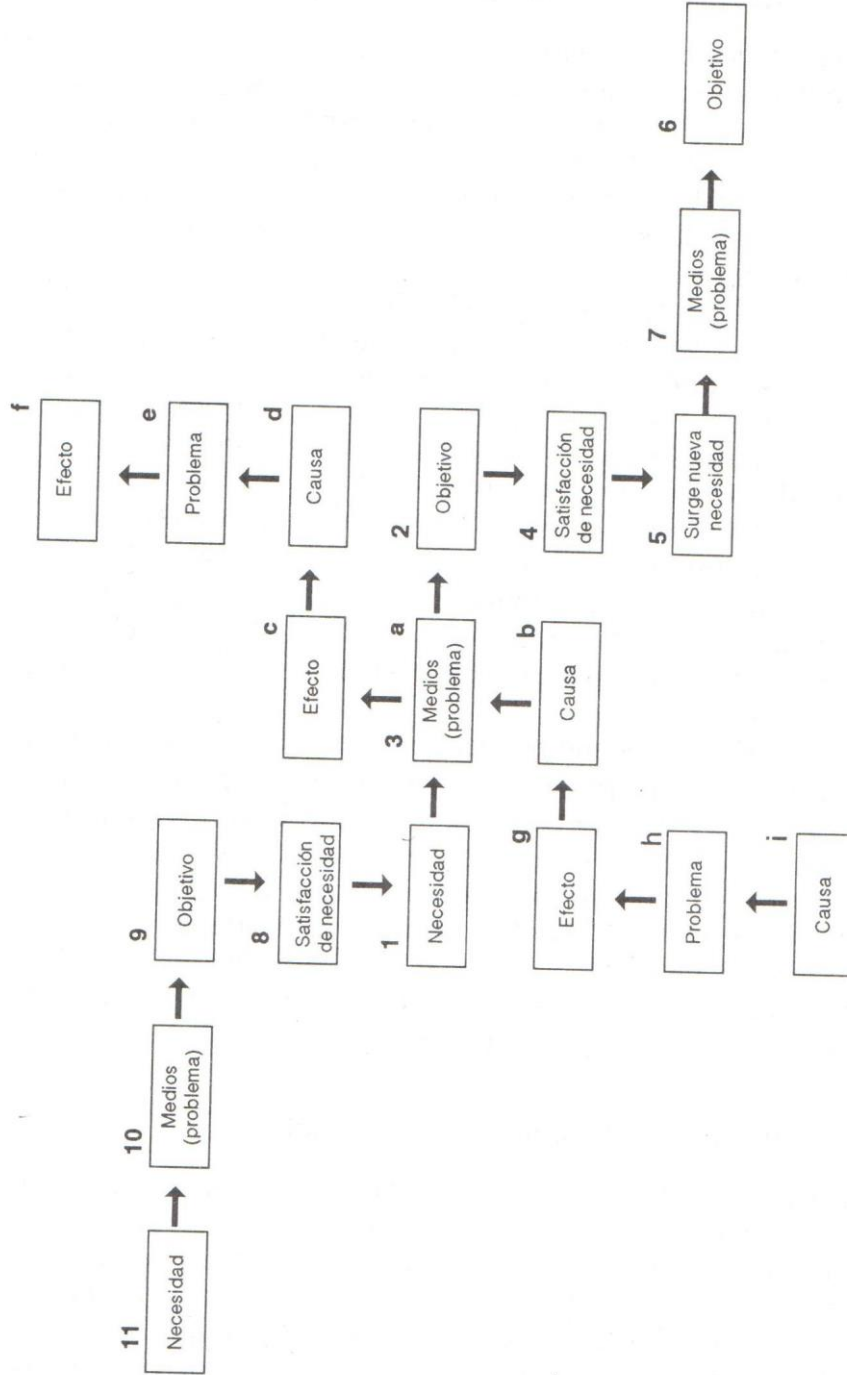 f
Efecto
11
Necesidad
10
Medios
(problema)
9
Objetivo
e
Problema
8
Satisfacción
de necesidad
c
Efecto
d
Causa
1
Necesidad
3
a
Medios
(problema)
2
Objetivo
g
Efecto
b
Causa
4
Satisfacción
de necesidad
h
Problema
5
Surge nueva
necesidad
7
Medios
(problema)
6
Objetivo
i
Causa